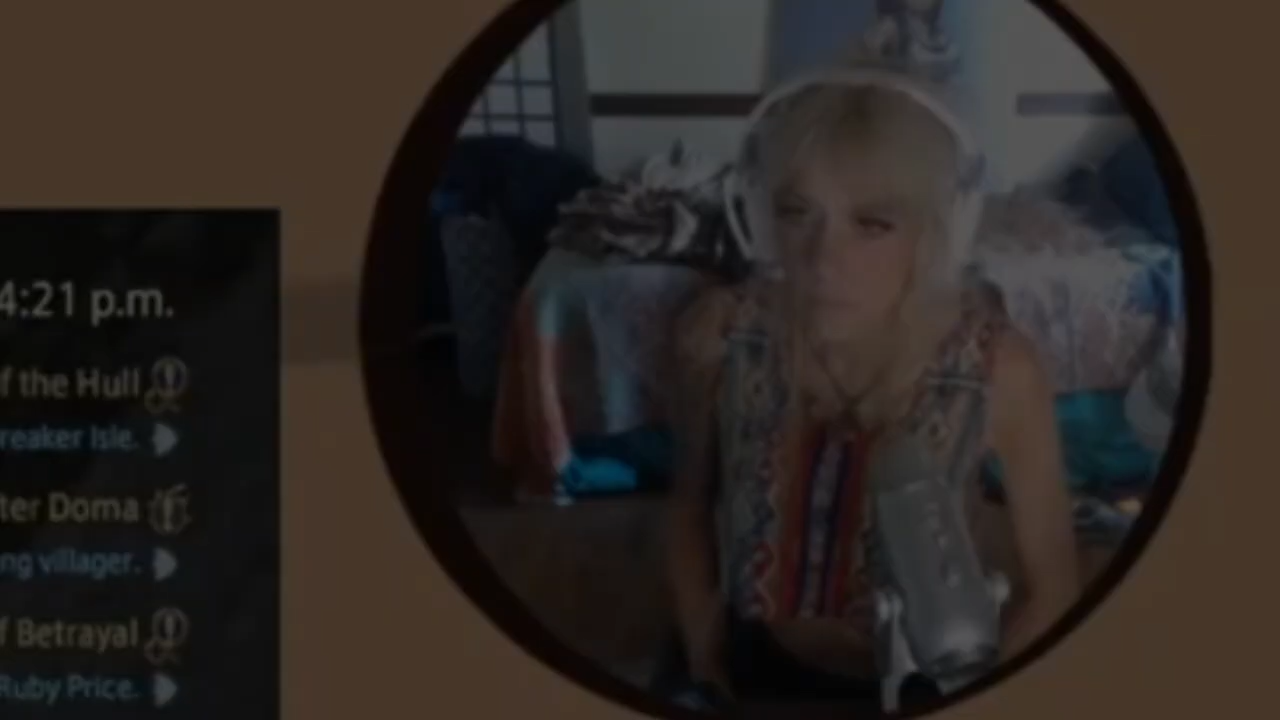 4:21 p.m.
f the Hull
reaker Isle.
ter Doma
ng villager.
f Betrayal
Ruby Price.